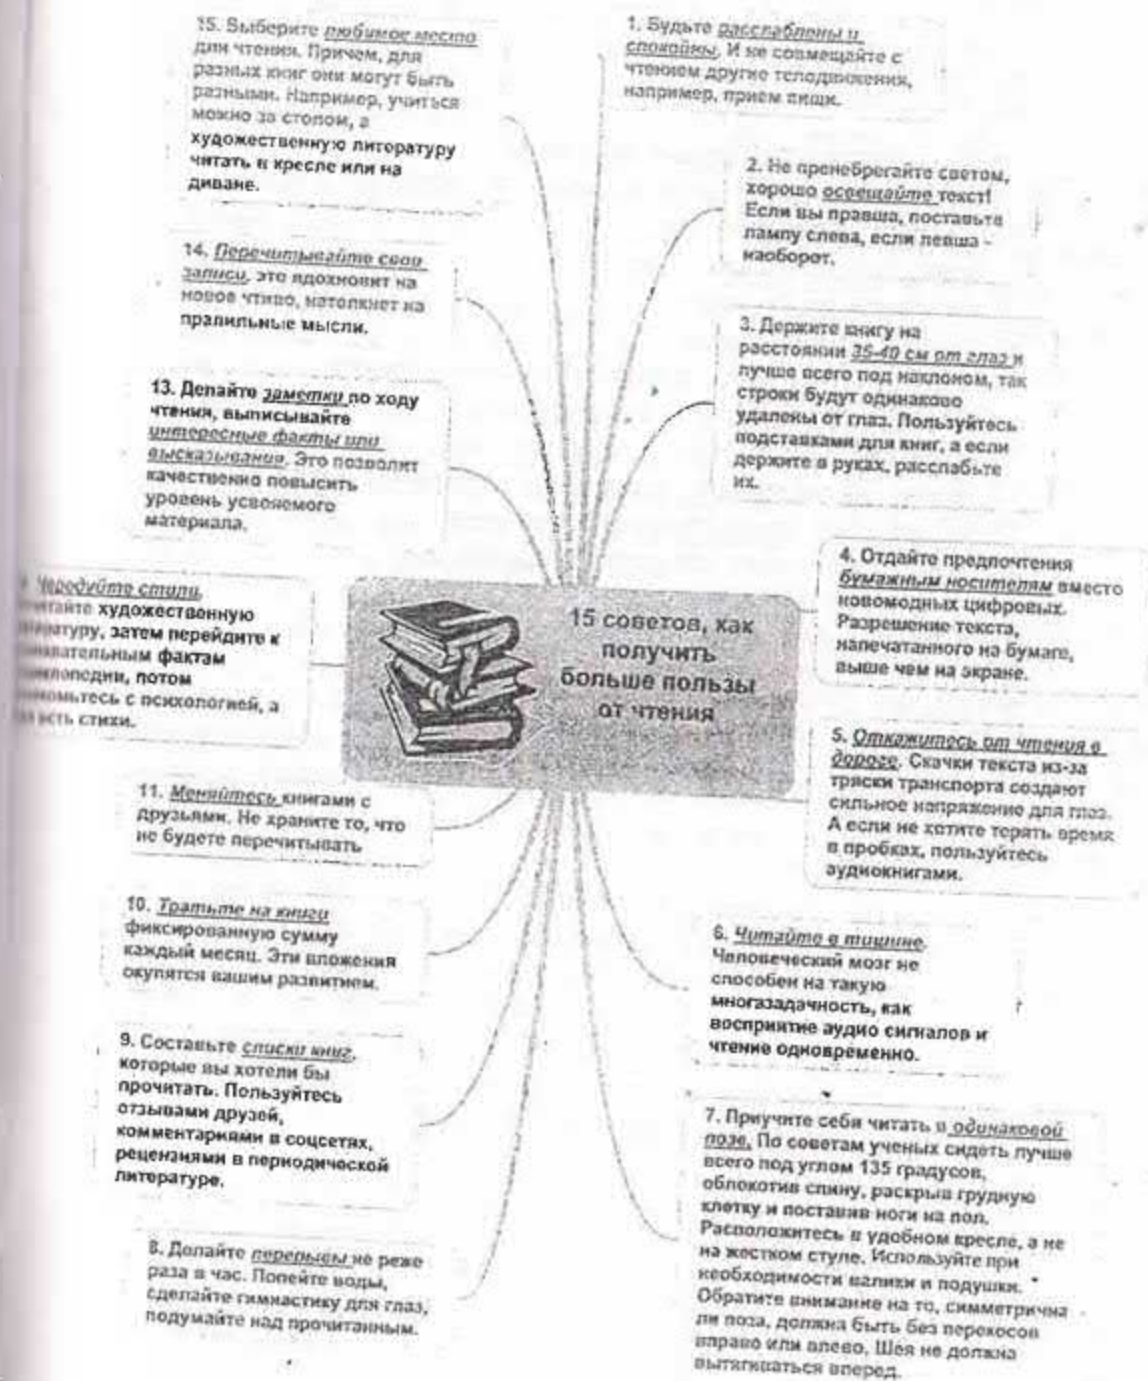 15 советов, как
получить
больше пользы
от чтения
1. Будьте расслаблены и
спокойны. И не совмещайте с
чтением другие телодвижения,
например, прием пищи.
2. Не пренебрегайте светом,
хорошо освещайте текст!
Если вы правша, поставьте
лампу слева, если левша -
наоборот.
3. Держите книгу на
расстоянии 35-40 см от глаз и
лучше всего под наклоном, так
строки будут одинаково
удалены от глаз. Пользуйтесь
подставками для книг, а если
держите в руках, расслабьте
их.
4. Отдайте предпочтения
бумажным носителям вместо
новомодных цифровых.
Разрешение текста,
напечатанного на бумаге,
выше чем на экране.
5. Откажитесь от чтения в
дороге. Скачки текста из-за
тряски транспорта создают
сильное напряжение для глаз.
А если не хотите терять время
в пробках, пользуйтесь
аудиокнигами.
6. Читайте в тишине.
Человеческий мозг не
способен на такую
многазадачность, как
восприятие аудио сигналов и
чтение одновременно.
7. Приучите себя читать в одинаковой
позе. По советам ученых сидеть лучше
всего под углом 135 градусов,
облокотив спину, раскрыв грудную
клетку и поставив ноги на пол.
Расположитесь в удобном кресле, а не
на жестком стуле. Используйте при
необходимости валики и подушки.
Обратите внимание на то, симметрична
ли поза, должна быть без перекосов
вправо или влево. Шея не должна
вытягиваться вперед.
8. Делайте перерывы не реже
раза в час. Попейте воды,
сделайте гимнастику для глаз,
подумайте над прочитанным.
9. Составьте списки книг,
которые вы хотели бы
прочитать. Пользуйтесь
отзывами друзей,
комментариями в соцсетях,
рецензиями в периодической
литературе.
10. Тратьте на книги
фиксированную сумму
каждый месяц. Эти вложения
окупятся вашим развитием.
11. Меняйтесь книгами с
друзьями. Не храните то, что
не будете перечитывать
Чередуйте стили.
художественную
затем перейдите к
фактам
потом
с психологией, а
есть стихи.
13. Делайте заметки по ходу
чтения, выписывайте
интересные факты или
высказывания. Это позволит
качественно повысить
уровень усвояемого
материала.
14. Перечитывайте свои
записи, это вдохновит на
новое чтиво, натолкнет на
правильные мысли.
15. Выберите любимое место
для чтения. Причем, для
разных книг они могут быть
разными. Например, учиться
можно за столом, а
художественную литературу
читать в кресле или на
диване.